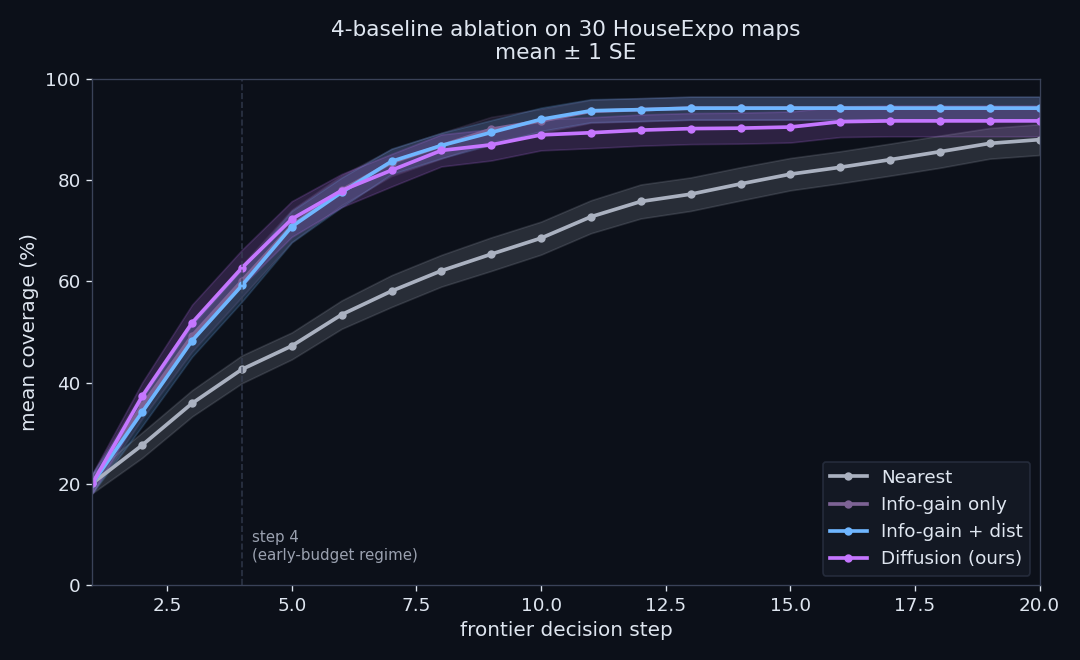 4-baseline ablation on 30 HouseExpo maps
mean ± 1 SE
mean coverage (%)
100
80
60
40
20
0
step 4
(early-budget regime)
Nearest
Info-gain only
Info-gain + dist
Diffusion (ours)
2.5 5.0 7.5 10.0 12.5 15.0 17.5 20.0
frontier decision step